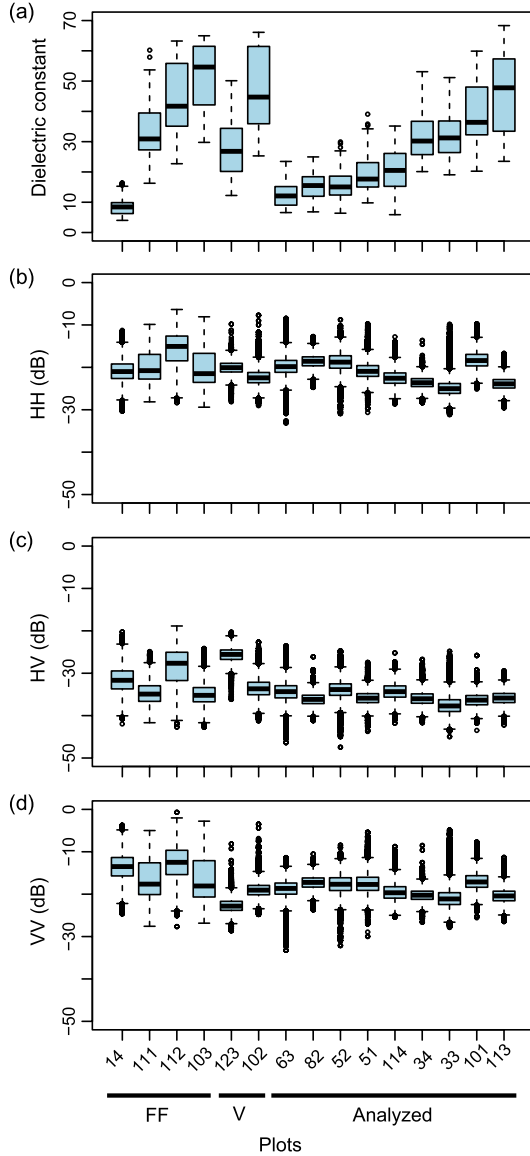 (a)
Dielectric constant
70
50
30
10
0
(b)
HH (dB)
0
−10
−30
−50
(c)
HV (dB)
0
−10
−30
−50
(d)
VV (dB)
0
−10
−30
−50
14 111 112 103 123 102 63 82 52 51 114 34 33 101 113
FF V Analyzed
Plots